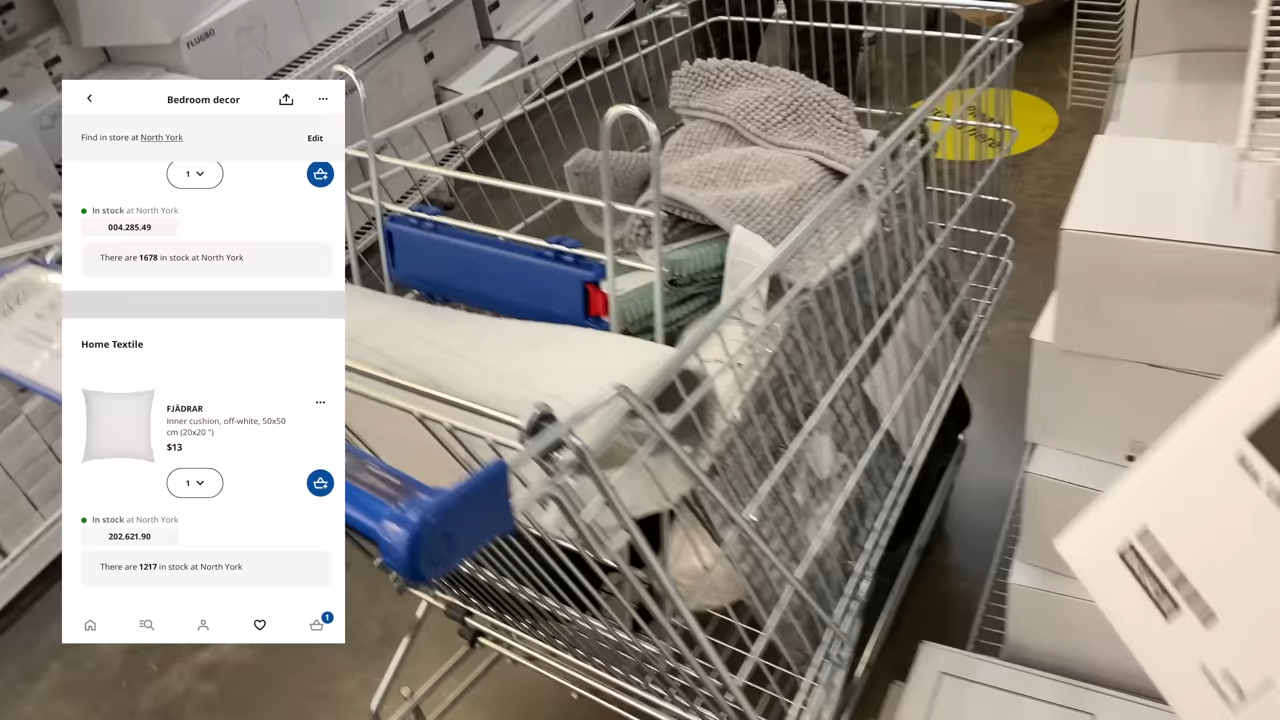 FLUGBO
Bedroom decor
Find in store at North York
Edit
1
In stock at North York
004.285.49
There are 1678 in stock at North York
Home Textile
FJÄDRAR
Inner cushion, off-white, 50x50
cm (20x20 ")
$13
1
In stock at North York
202.621.90
There are 1217 in stock at North York
1